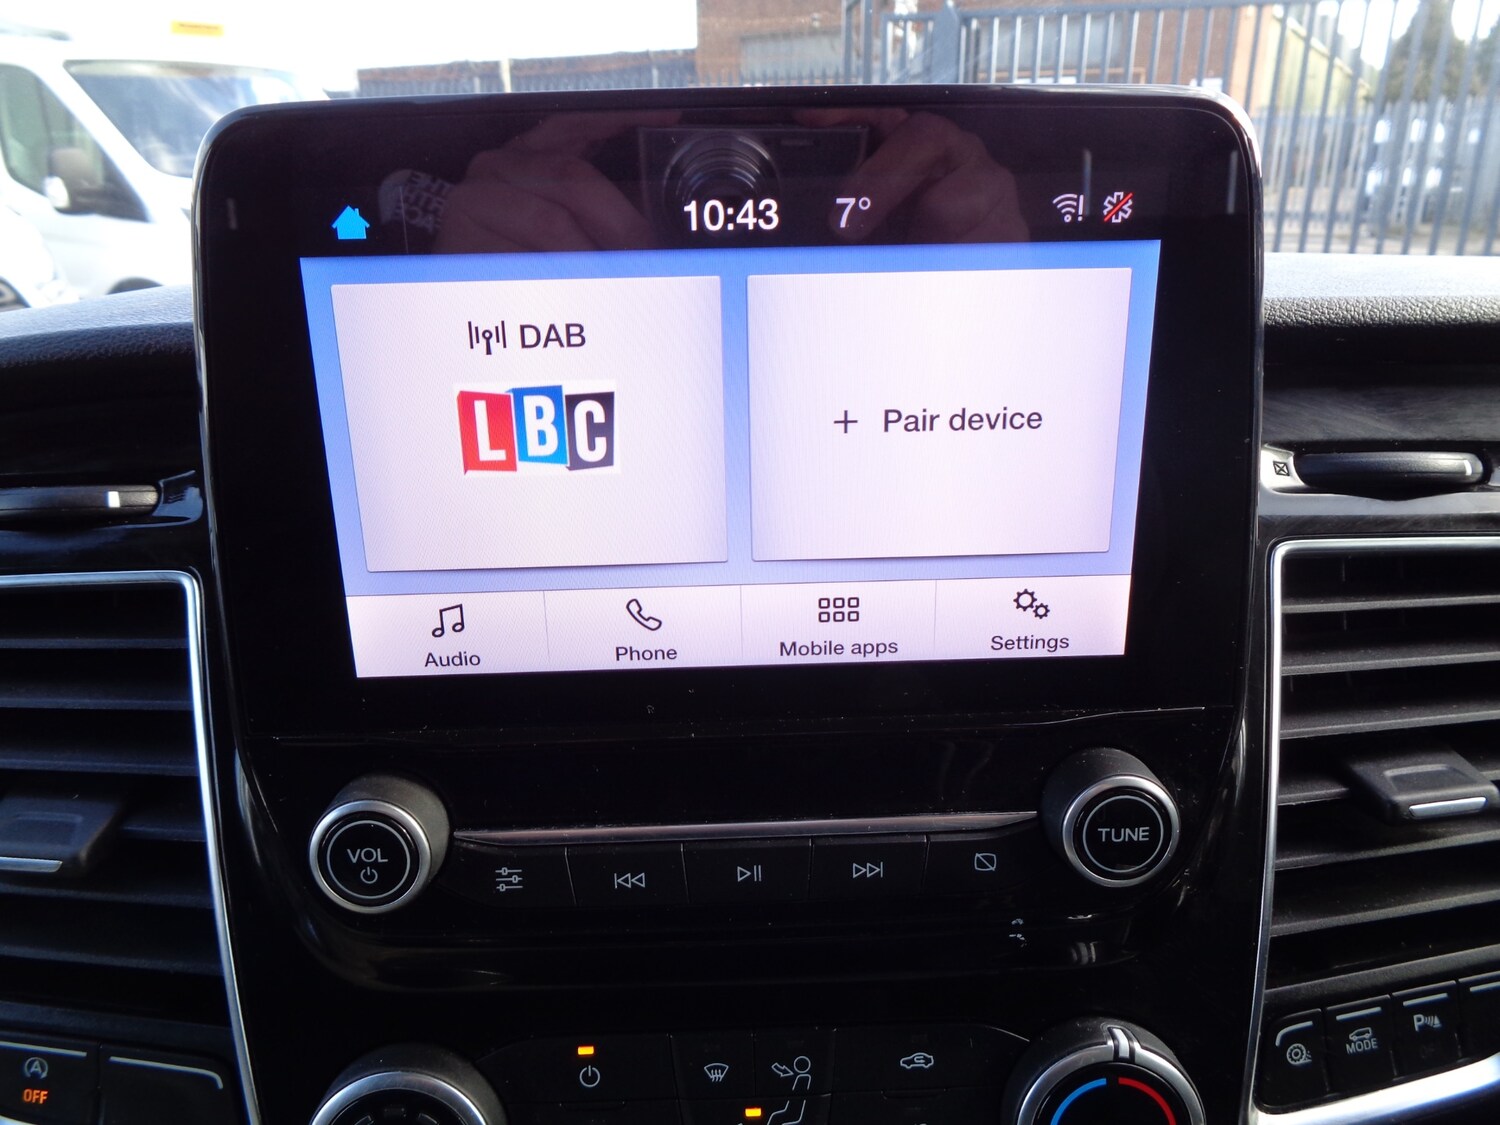 10:43 7°
DAB
LBC
+ Pair device
Audio Phone Mobile apps Settings
VOL
TUNE
OFF
MODE
P